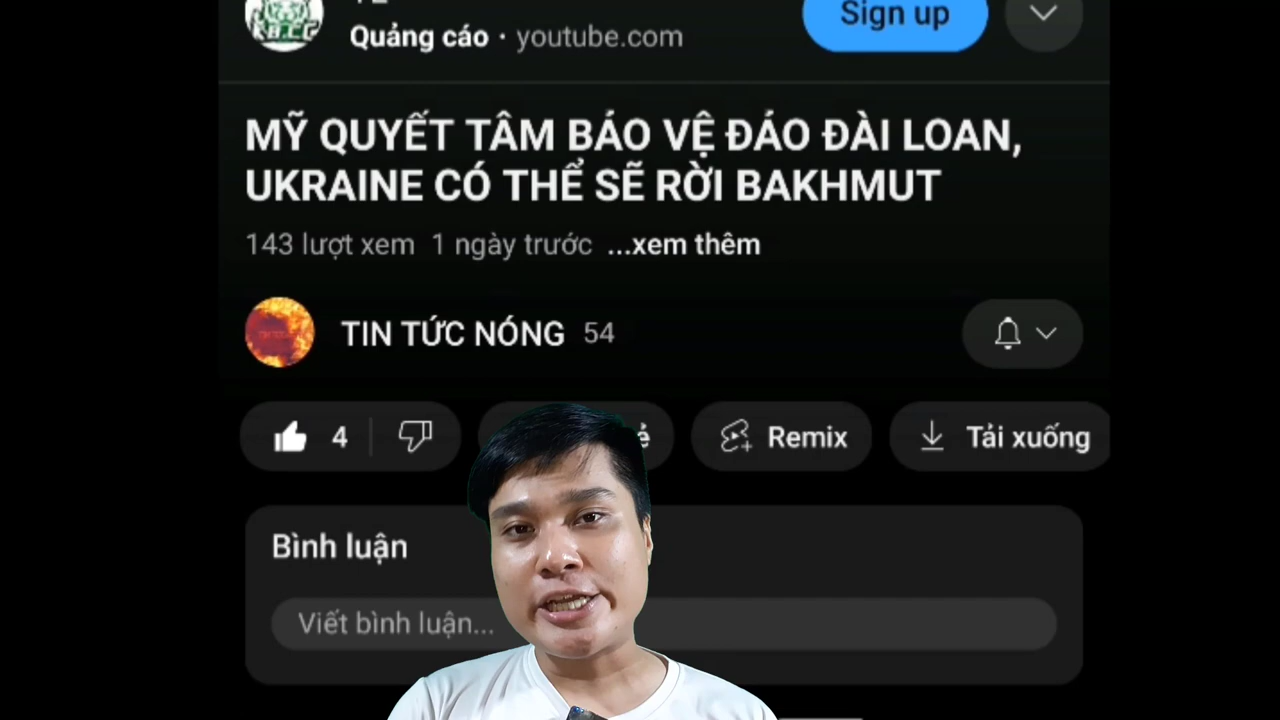 Sign up
Quảng cáo · youtube.com
MỸ QUYẾT TÂM BẢO VỆ ĐẢO ĐÀI LOAN,
UKRAINE CÓ THỂ SẼ RỜI BAKHMUT
143 lượt xem 1 ngày trước ...xem thêm
TIN TỨC NÓNG 54
4 Remix Tải xuống
Bình luận
Viết bình luận...